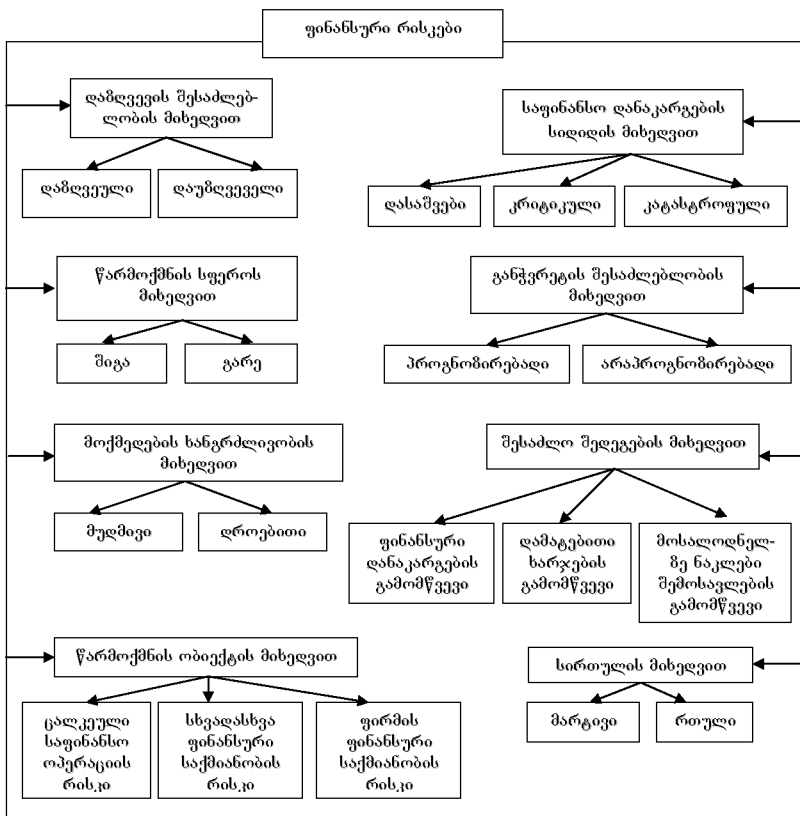 ფინანსური რისკები
დაზღვევის შესაძლებ-
ლობის მიხედვით
დაზღვეული
დაუზღვეველი
საფინანსო დანაკარგების
სიდიდის მიხედვით
დასაშვები
კრიტიკული
კატასტროფული
წარმოქმნის სფეროს
მიხედვით
შიგა
გარე
განჭვრეტის შესაძლებლობის
მიხედვით
პროგნოზირებადი
არაპროგნოზირებადი
მოქმედების ხანგრძლივობის
მიხედვით
მუდმივი
დროებითი
შესაძლო შედეგების მიხედვით
ფინანსური
დანაკარგების
გამომწვევი
დამატებითი
ხარჯების
გამომწვევი
მოსალოდნელ-
ზე ნაკლები
შემოსავლების
გამომწვევი
წარმოქმნის ობიექტის მიხედვით
ცალკეული
საფინანსო
ოპერაციის
რისკი
სხვადასხვა
ფინანსური
საქმიანობის
რისკი
ფირმის
ფინანსური
საქმიანობის
რისკი
სირთულის მიხედვით
მარტივი
რთული